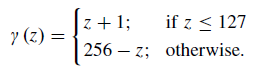 z + 1; if z ≤ 127
γ (z) = {
256 − z; otherwise.